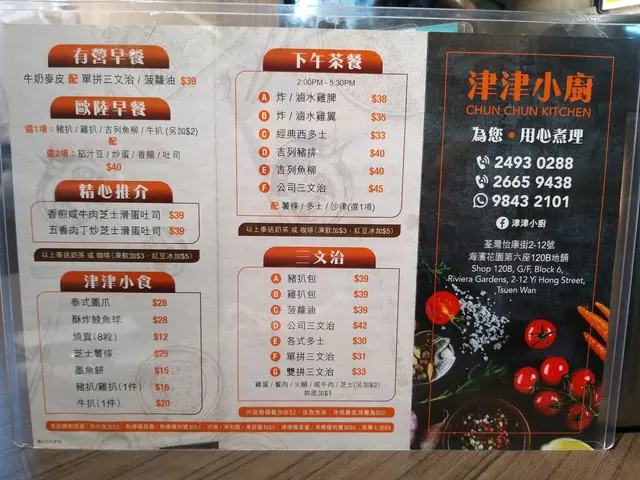 有營早餐
牛奶麥皮 配 單拼三文治 / 菠蘿油 $39
歐陸早餐
選1項：豬扒 / 雞扒 / 吉列魚柳 / 牛扒 (另加$2)
配
選2項：茄汁豆 / 炒蛋 / 香腸 / 吐司
$40
精心推介
香煎咸牛肉芝士滑蛋吐司 $39
五香肉丁炒芝士滑蛋吐司 $39
以上奉送奶茶 或 咖啡 (凍飲加$3、紅豆冰加$5)
津津小食
泰式鳳爪 $28
酥炸鯪魚球 $28
燒賣(8粒) $12
芝士薯條 $25
墨魚餅 $15
豬扒/雞扒(1件) $16
牛扒(1件) $20
下午茶餐
2:00PM - 5:30PM
A 炸 / 滷水雞脾 $38
B 炸 / 滷水雞翼 $35
C 經典西多士 $33
D 吉列豬排 $40
E 吉列魚柳 $40
F 公司三文治 $45
配 薯條 / 多士 / 沙律(選1項)
以上奉送奶茶 或 咖啡 (凍飲加$3、紅豆冰加$5)
三文治
A 豬扒包 $39
B 雞扒包 $39
C 菠蘿油 $39
D 公司三文治 $42
E 各式多士 $30
F 單拼三文治 $31
G 雙拼三文治 $33
雞蛋 / 餐肉 / 火腿 / 咸牛肉 / 芝士(另加$2)
烘底加$1
津津小廚
CHUN CHUN KITCHEN
為您・用心煮理
2493 0288
2665 9438
9843 2101
津津小廚
荃灣怡康街2-12號
海濱花園第六座120B地舖
Shop 120B, G/F, Block 6,
Riviera Gardens, 2-12 Yi Hong Street,
Tsuen Wan